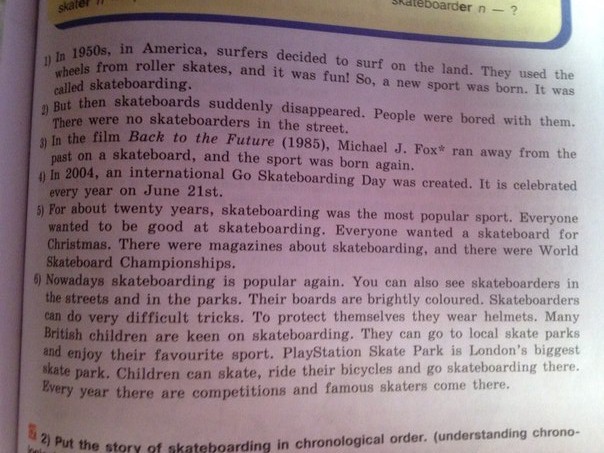 skater n
skateboarder n — ?
1) In 1950s, in America, surfers decided to surf on the land. They used the
wheels from roller skates, and it was fun! So, a new sport was born. It was
called skateboarding.
2) But then skateboards suddenly disappeared. People were bored with them.
There were no skateboarders in the street.
3) In the film Back to the Future (1985), Michael J. Fox* ran away from the
past on a skateboard, and the sport was born again.
4) In 2004, an international Go Skateboarding Day was created. It is celebrated
every year on June 21st.
5) For about twenty years, skateboarding was the most popular sport. Everyone
wanted to be good at skateboarding. Everyone wanted a skateboard for
Christmas. There were magazines about skateboarding, and there were World
Skateboard Championships.
6) Nowadays skateboarding is popular again. You can also see skateboarders in
the streets and in the parks. Their boards are brightly coloured. Skateboarders
can do very difficult tricks. To protect themselves they wear helmets. Many
British children are keen on skateboarding. They can go to local skate parks
and enjoy their favourite sport. PlayStation Skate Park is London's biggest
skate park. Children can skate, ride their bicycles and go skateboarding there.
Every year there are competitions and famous skaters come there.
2) Put the story of skateboarding in chronological order. (understanding chrono-